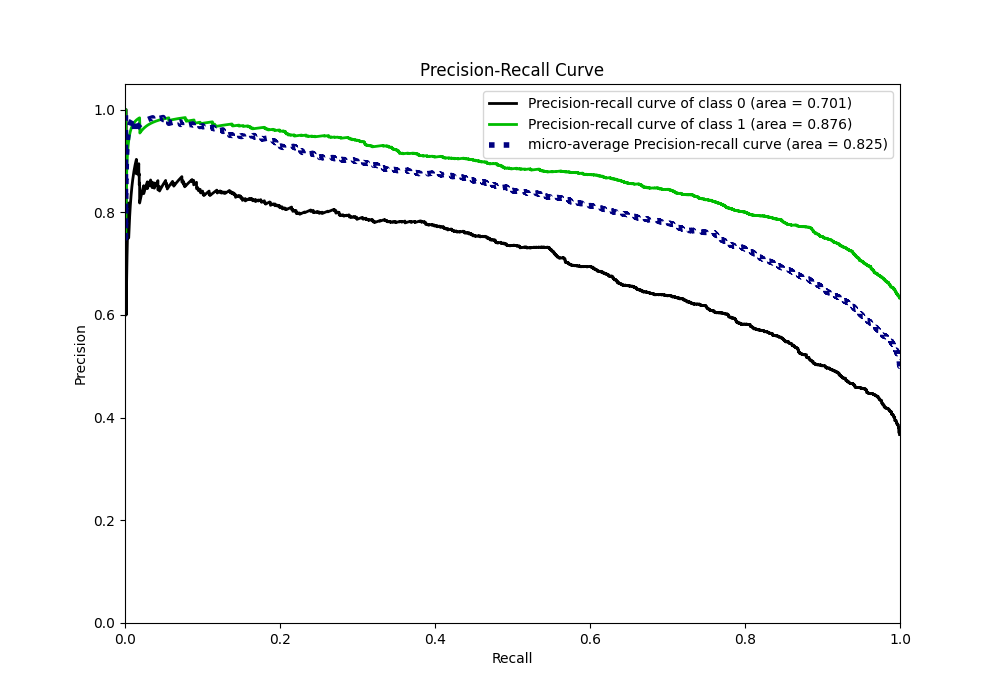 Precision-Recall Curve
Precision-recall curve of class 0 (area = 0.701)
Precision-recall curve of class 1 (area = 0.876)
micro-average Precision-recall curve (area = 0.825)
Precision
1.0
0.8
0.6
0.4
0.2
0.0
0.0 0.2 0.4 0.6 0.8 1.0
Recall